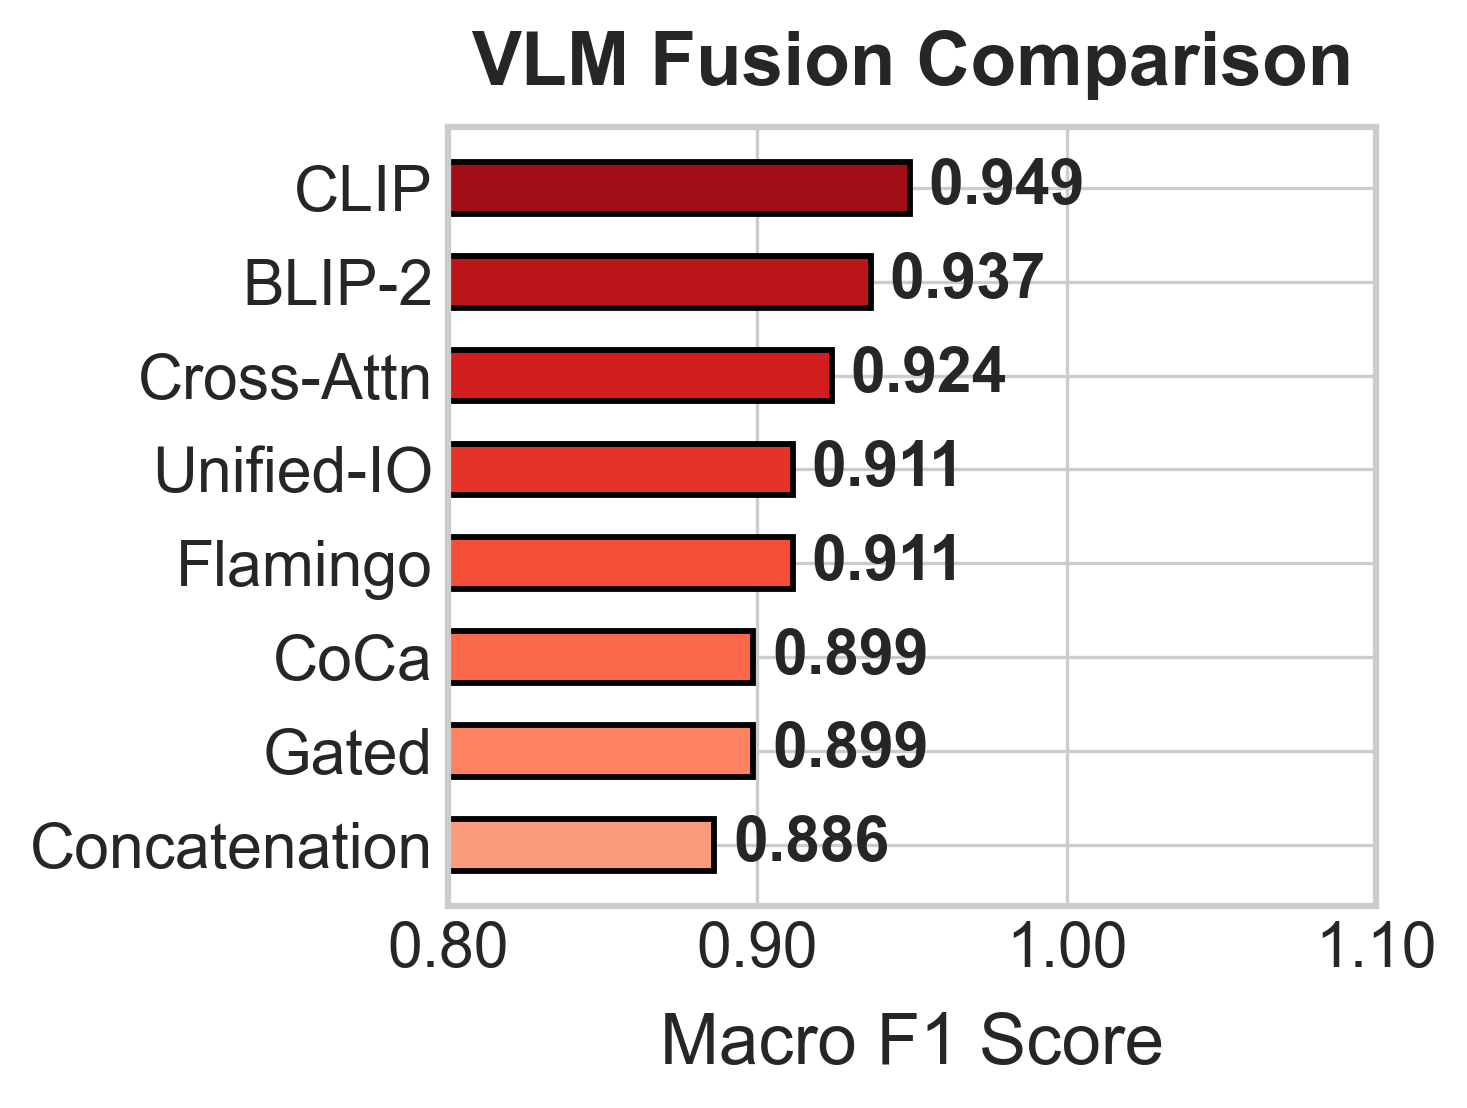 VLM Fusion Comparison
CLIP 0.949
BLIP-2 0.937
Cross-Attn 0.924
Unified-IO 0.911
Flamingo 0.911
CoCa 0.899
Gated 0.899
Concatenation 0.886
0.80 0.90 1.00 1.10
Macro F1 Score